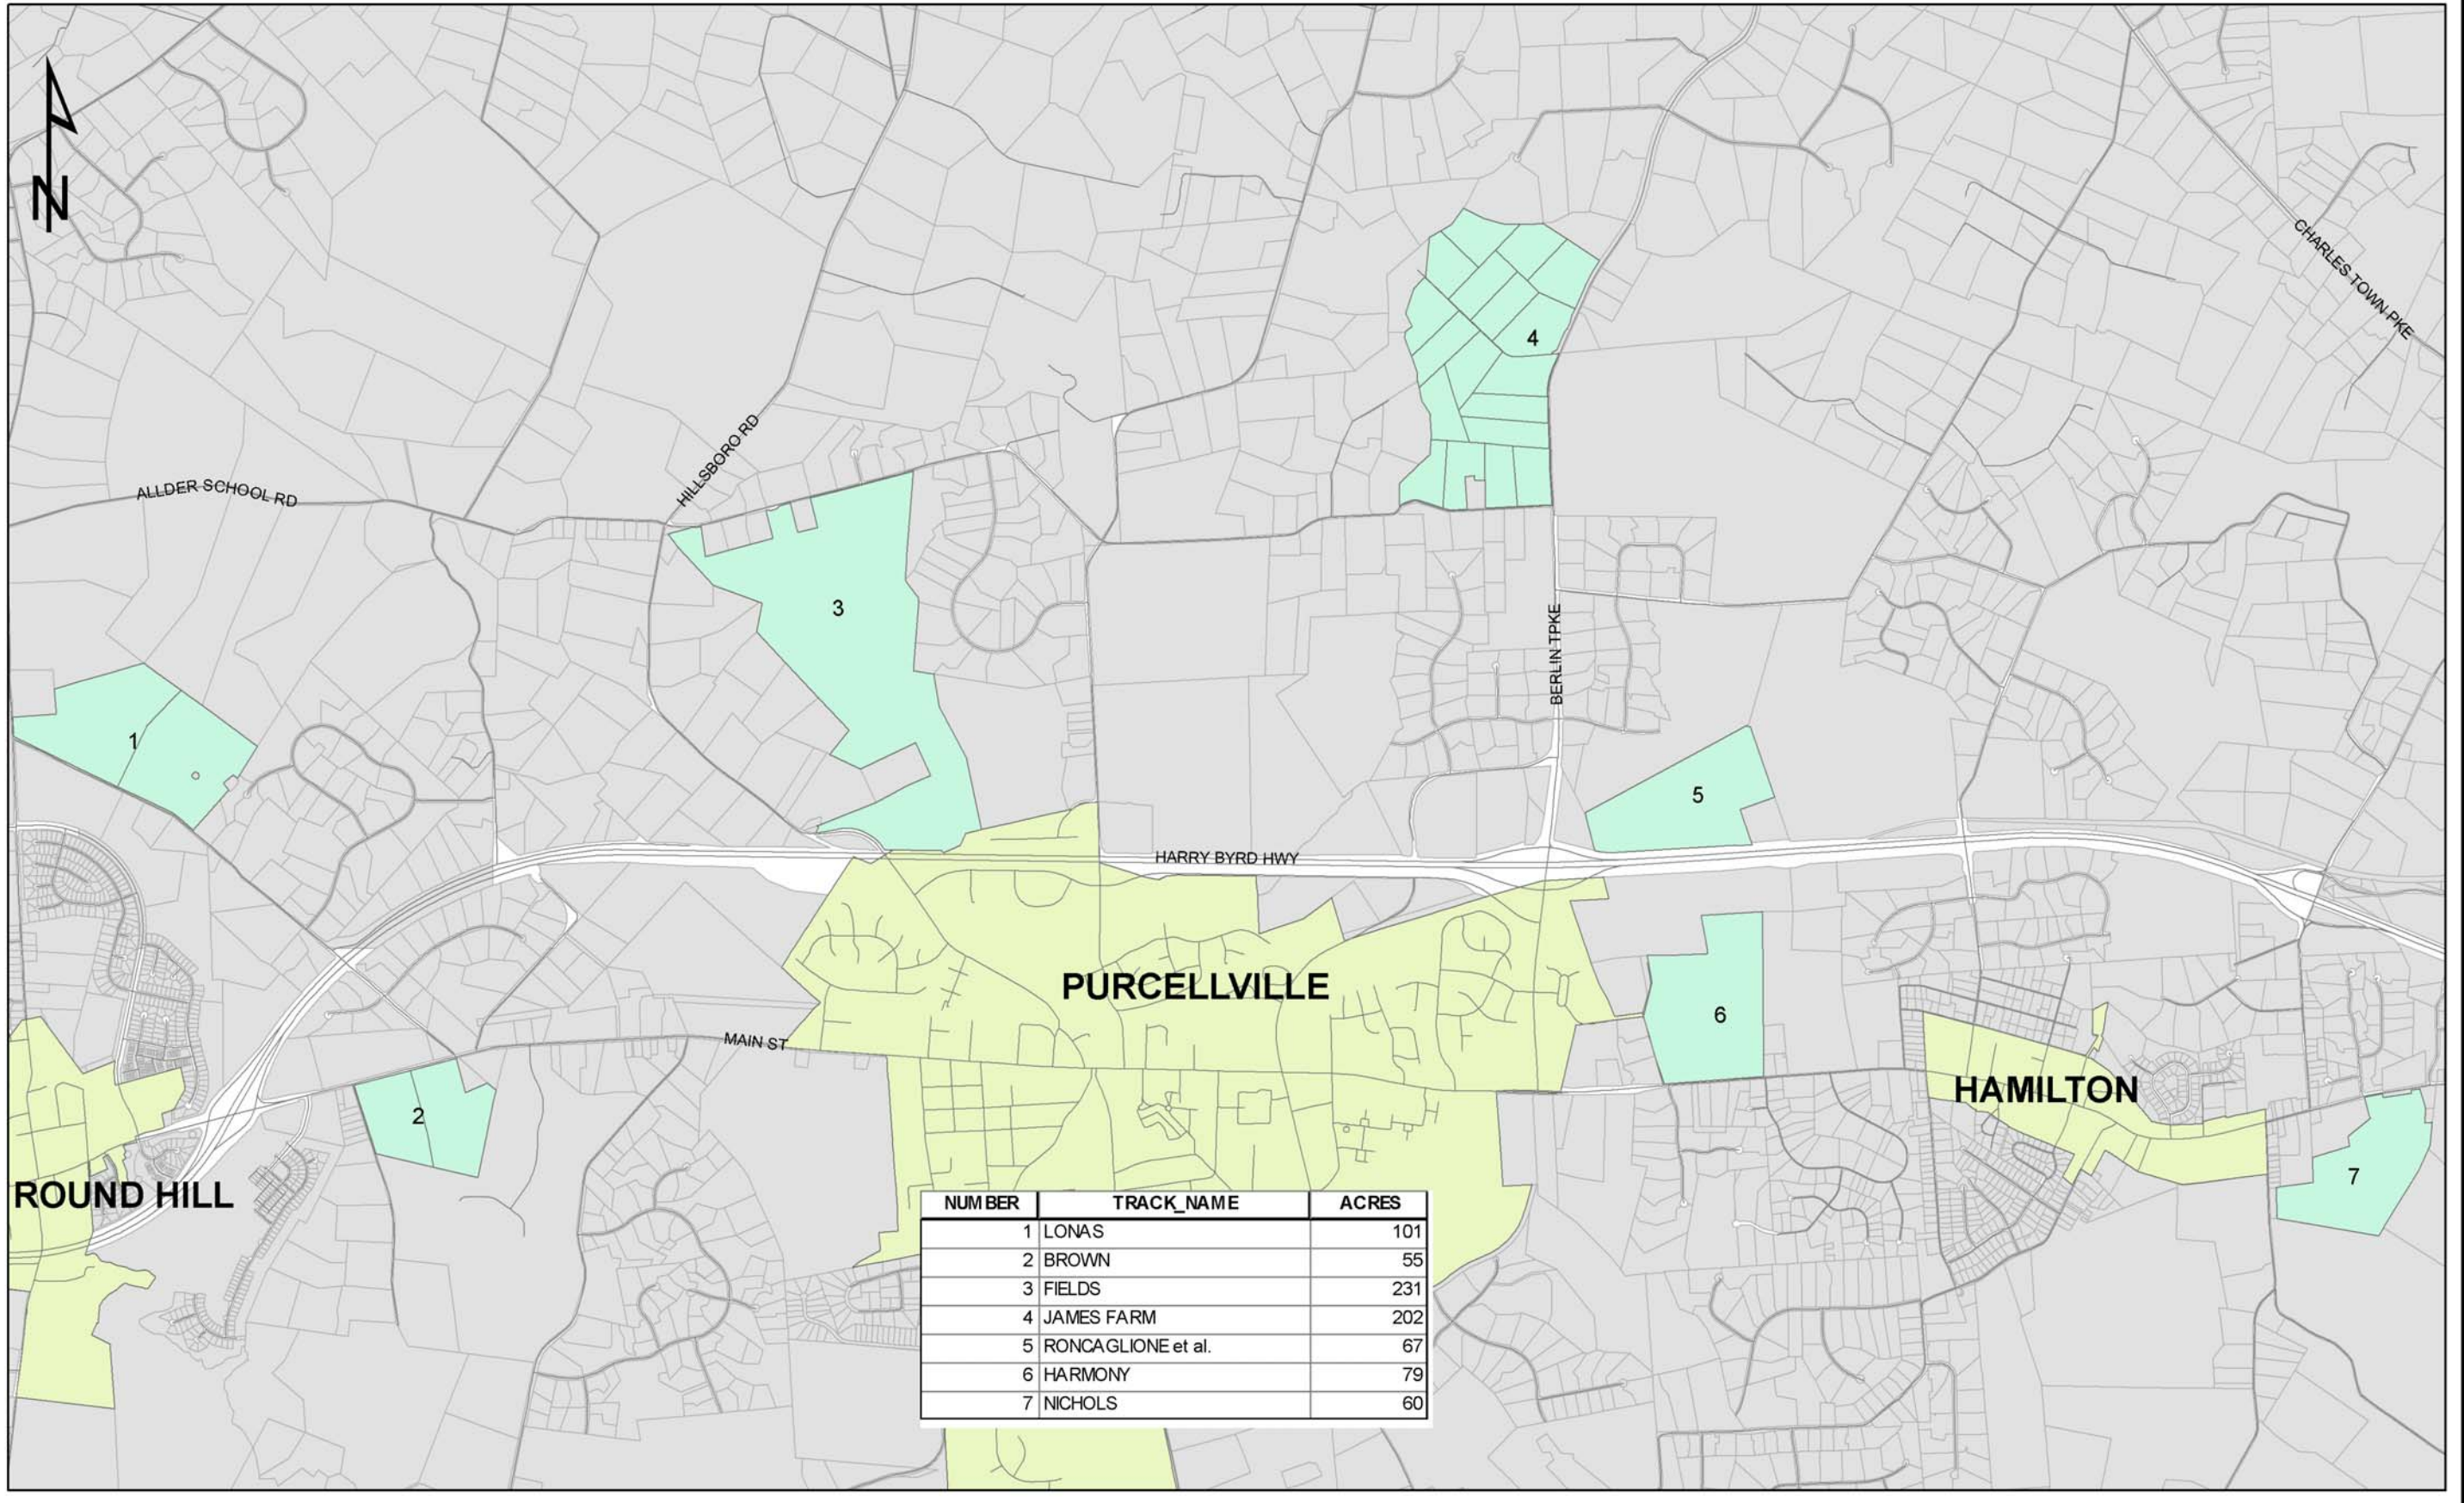 N
CHARLES TOWN PKE
4
HILLSBORO RD
ALLDER SCHOOL RD
3
BERLIN TPKE
1
5
HARRY BYRD HWY
PURCELLVILLE
6
MAIN ST
HAMILTON
2
7
ROUND HILL
NUMBER TRACK_NAME ACRES
1 LONAS 101
2 BROWN 55
3 FIELDS 231
4 JAMES FARM 202
5 RONCAGLIONE et al. 67
6 HARMONY 79
7 NICHOLS 60